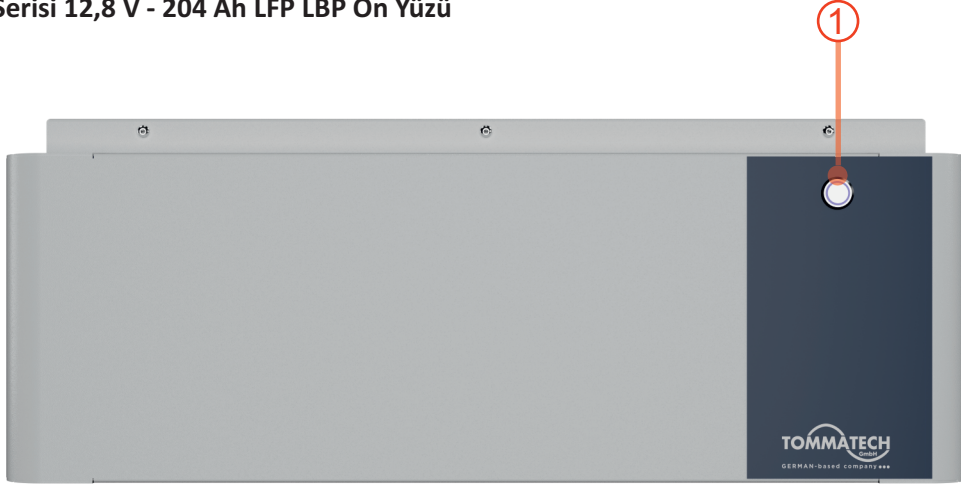 Serisi 12,8 V - 204 Ah LFP LBP Ön Yüzü
1
TOMMATECH
GmbH
GERMAN-based company